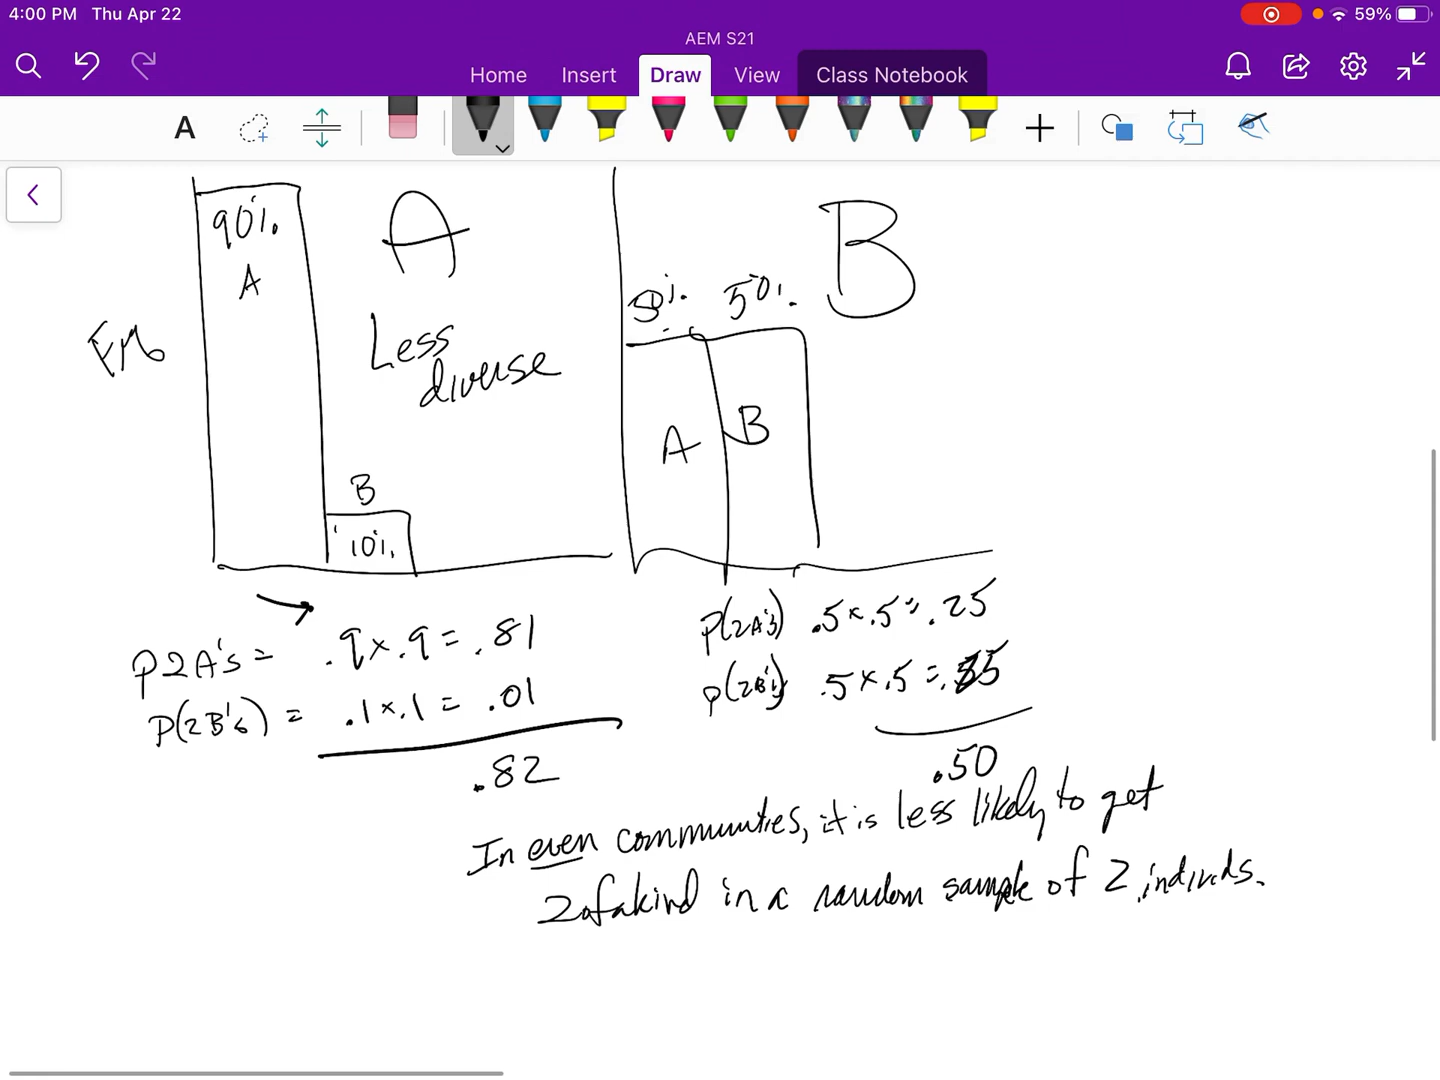 4:00 PM Thu Apr 22
59%
AEM S21
Home Insert Draw View Class Notebook
A
90%
A
A
B
50%. 50%.
Less
diverse
A B
B
10%
P2A's = .9 x .9 = .81
P(2B's) = .1 x .1 = .01
.82
P(2A's) .5 x .5 = .25
P(2B's) .5 x .5 = .25
.50
In even communities, it is less likely to get
2 of a kind in a random sample of 2 individs.